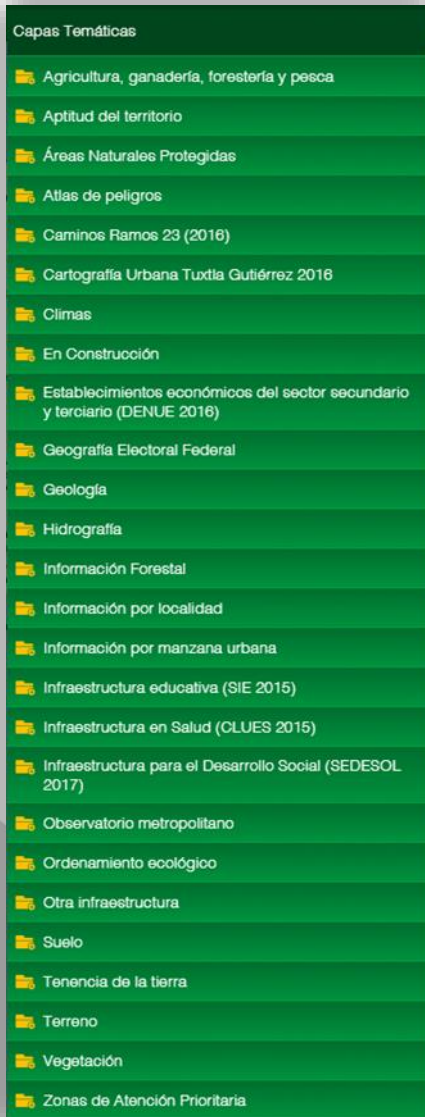 Capas Temáticas
Agricultura, ganadería, forestería y pesca
Aptitud del territorio
Áreas Naturales Protegidas
Atlas de peligros
Caminos Ramos 23 (2016)
Cartografía Urbana Tuxtla Gutiérrez 2016
Climas
En Construcción
Establecimientos económicos del sector secundario
y terciario (DENUE 2016)
Geografía Electoral Federal
Geología
Hidrografía
Información Forestal
Información por localidad
Información por manzana urbana
Infraestructura educativa (SIE 2015)
Infraestructura en Salud (CLUES 2015)
Infraestructura para el Desarrollo Social (SEDESOL
2017)
Observatorio metropolitano
Ordenamiento ecológico
Otra infraestructura
Suelo
Tenencia de la tierra
Terreno
Vegetación
Zonas de Atención Prioritaria